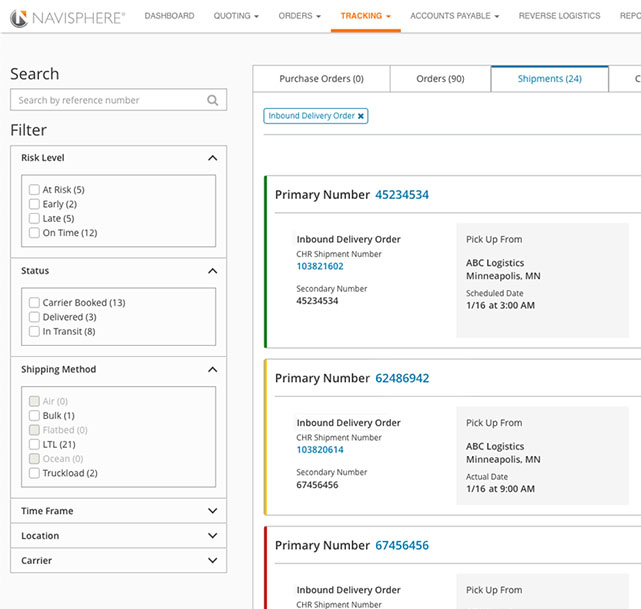 NAVISPHERE®
DASHBOARD QUOTING ORDERS TRACKING ACCOUNTS PAYABLE REVERSE LOGISTICS REPO
Search
Search by reference number
Filter
Risk Level
At Risk (5)
Early (2)
Late (5)
On Time (12)
Status
Carrier Booked (13)
Delivered (3)
In Transit (8)
Shipping Method
Air (0)
Bulk (1)
Flatbed (0)
LTL (21)
Ocean (0)
Truckload (2)
Time Frame
Location
Carrier
Purchase Orders (0) Orders (90) Shipments (24) C
Inbound Delivery Order ✖
Primary Number 45234534
Inbound Delivery Order
CHR Shipment Number
103821602
Secondary Number
45234534
Pick Up From
ABC Logistics
Minneapolis, MN
Scheduled Date
1/16 at 3:00 AM
Primary Number 62486942
Inbound Delivery Order
CHR Shipment Number
103820614
Secondary Number
67456456
Pick Up From
ABC Logistics
Minneapolis, MN
Actual Date
1/16 at 9:00 AM
Primary Number 67456456
Inbound Delivery Order
CHR Shipment Number
Pick Up From